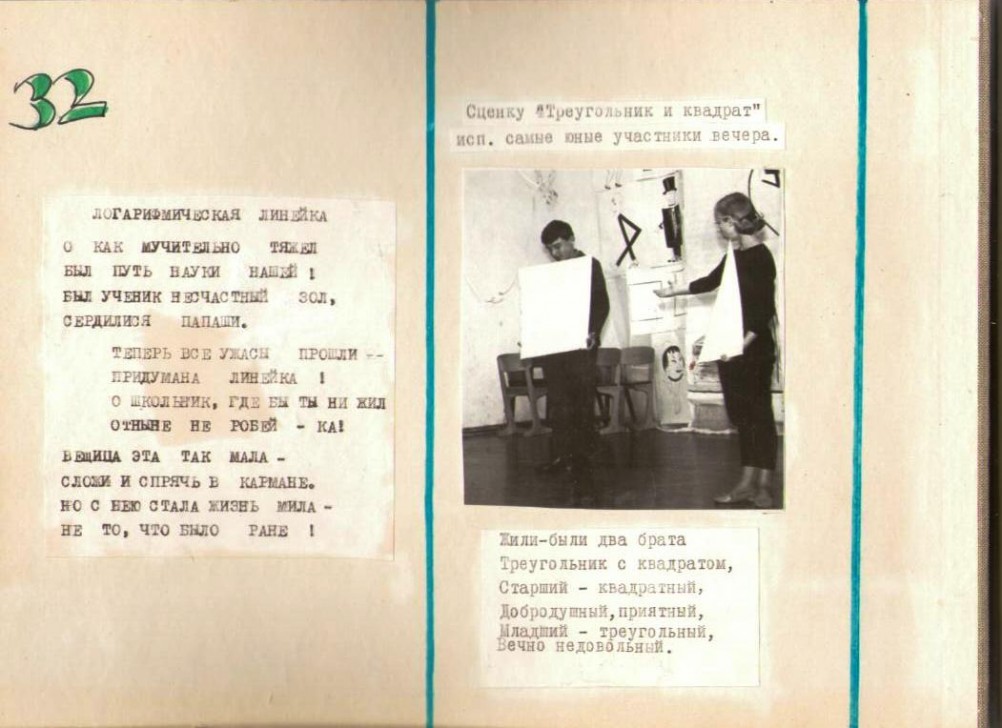 32
ЛОГАРИФМИЧЕСКАЯ ЛИНЕЙКА
О КАК МУЧИТЕЛЬНО ТЯЖЕЛ
БЫЛ ПУТЬ НАУКИ НАШЕЙ !
БЫЛ УЧЕНИК НЕСЧАСТНЫЙ ЗОЛ,
СЕРДИЛИСЯ ПАПАШИ.
ТЕПЕРЬ ВСЕ УЖАСЫ ПРОШЛИ --
ПРИДУМАНА ЛИНЕЙКА !
О ШКОЛЬНИК, ГДЕ БЫ ТЫ НИ ЖИЛ
ОТНЫНЕ НЕ РОБЕЙ - КА!
ВЕЩИЦА ЭТА ТАК МАЛА -
СЛОЖИ И СПРЯЧЬ В КАРМАНЕ.
НО С НЕЮ СТАЛА ЖИЗНЬ МИЛА -
НЕ ТО, ЧТО БЫЛО РАНЕ !
Сценку "Треугольник и квадрат"
исп. самые юные участники вечера.
Жили-были два брата
Треугольник с квадратом,
Старший - квадратный,
Добродушный,приятный,
Младший - треугольный,
Вечно недовольный.